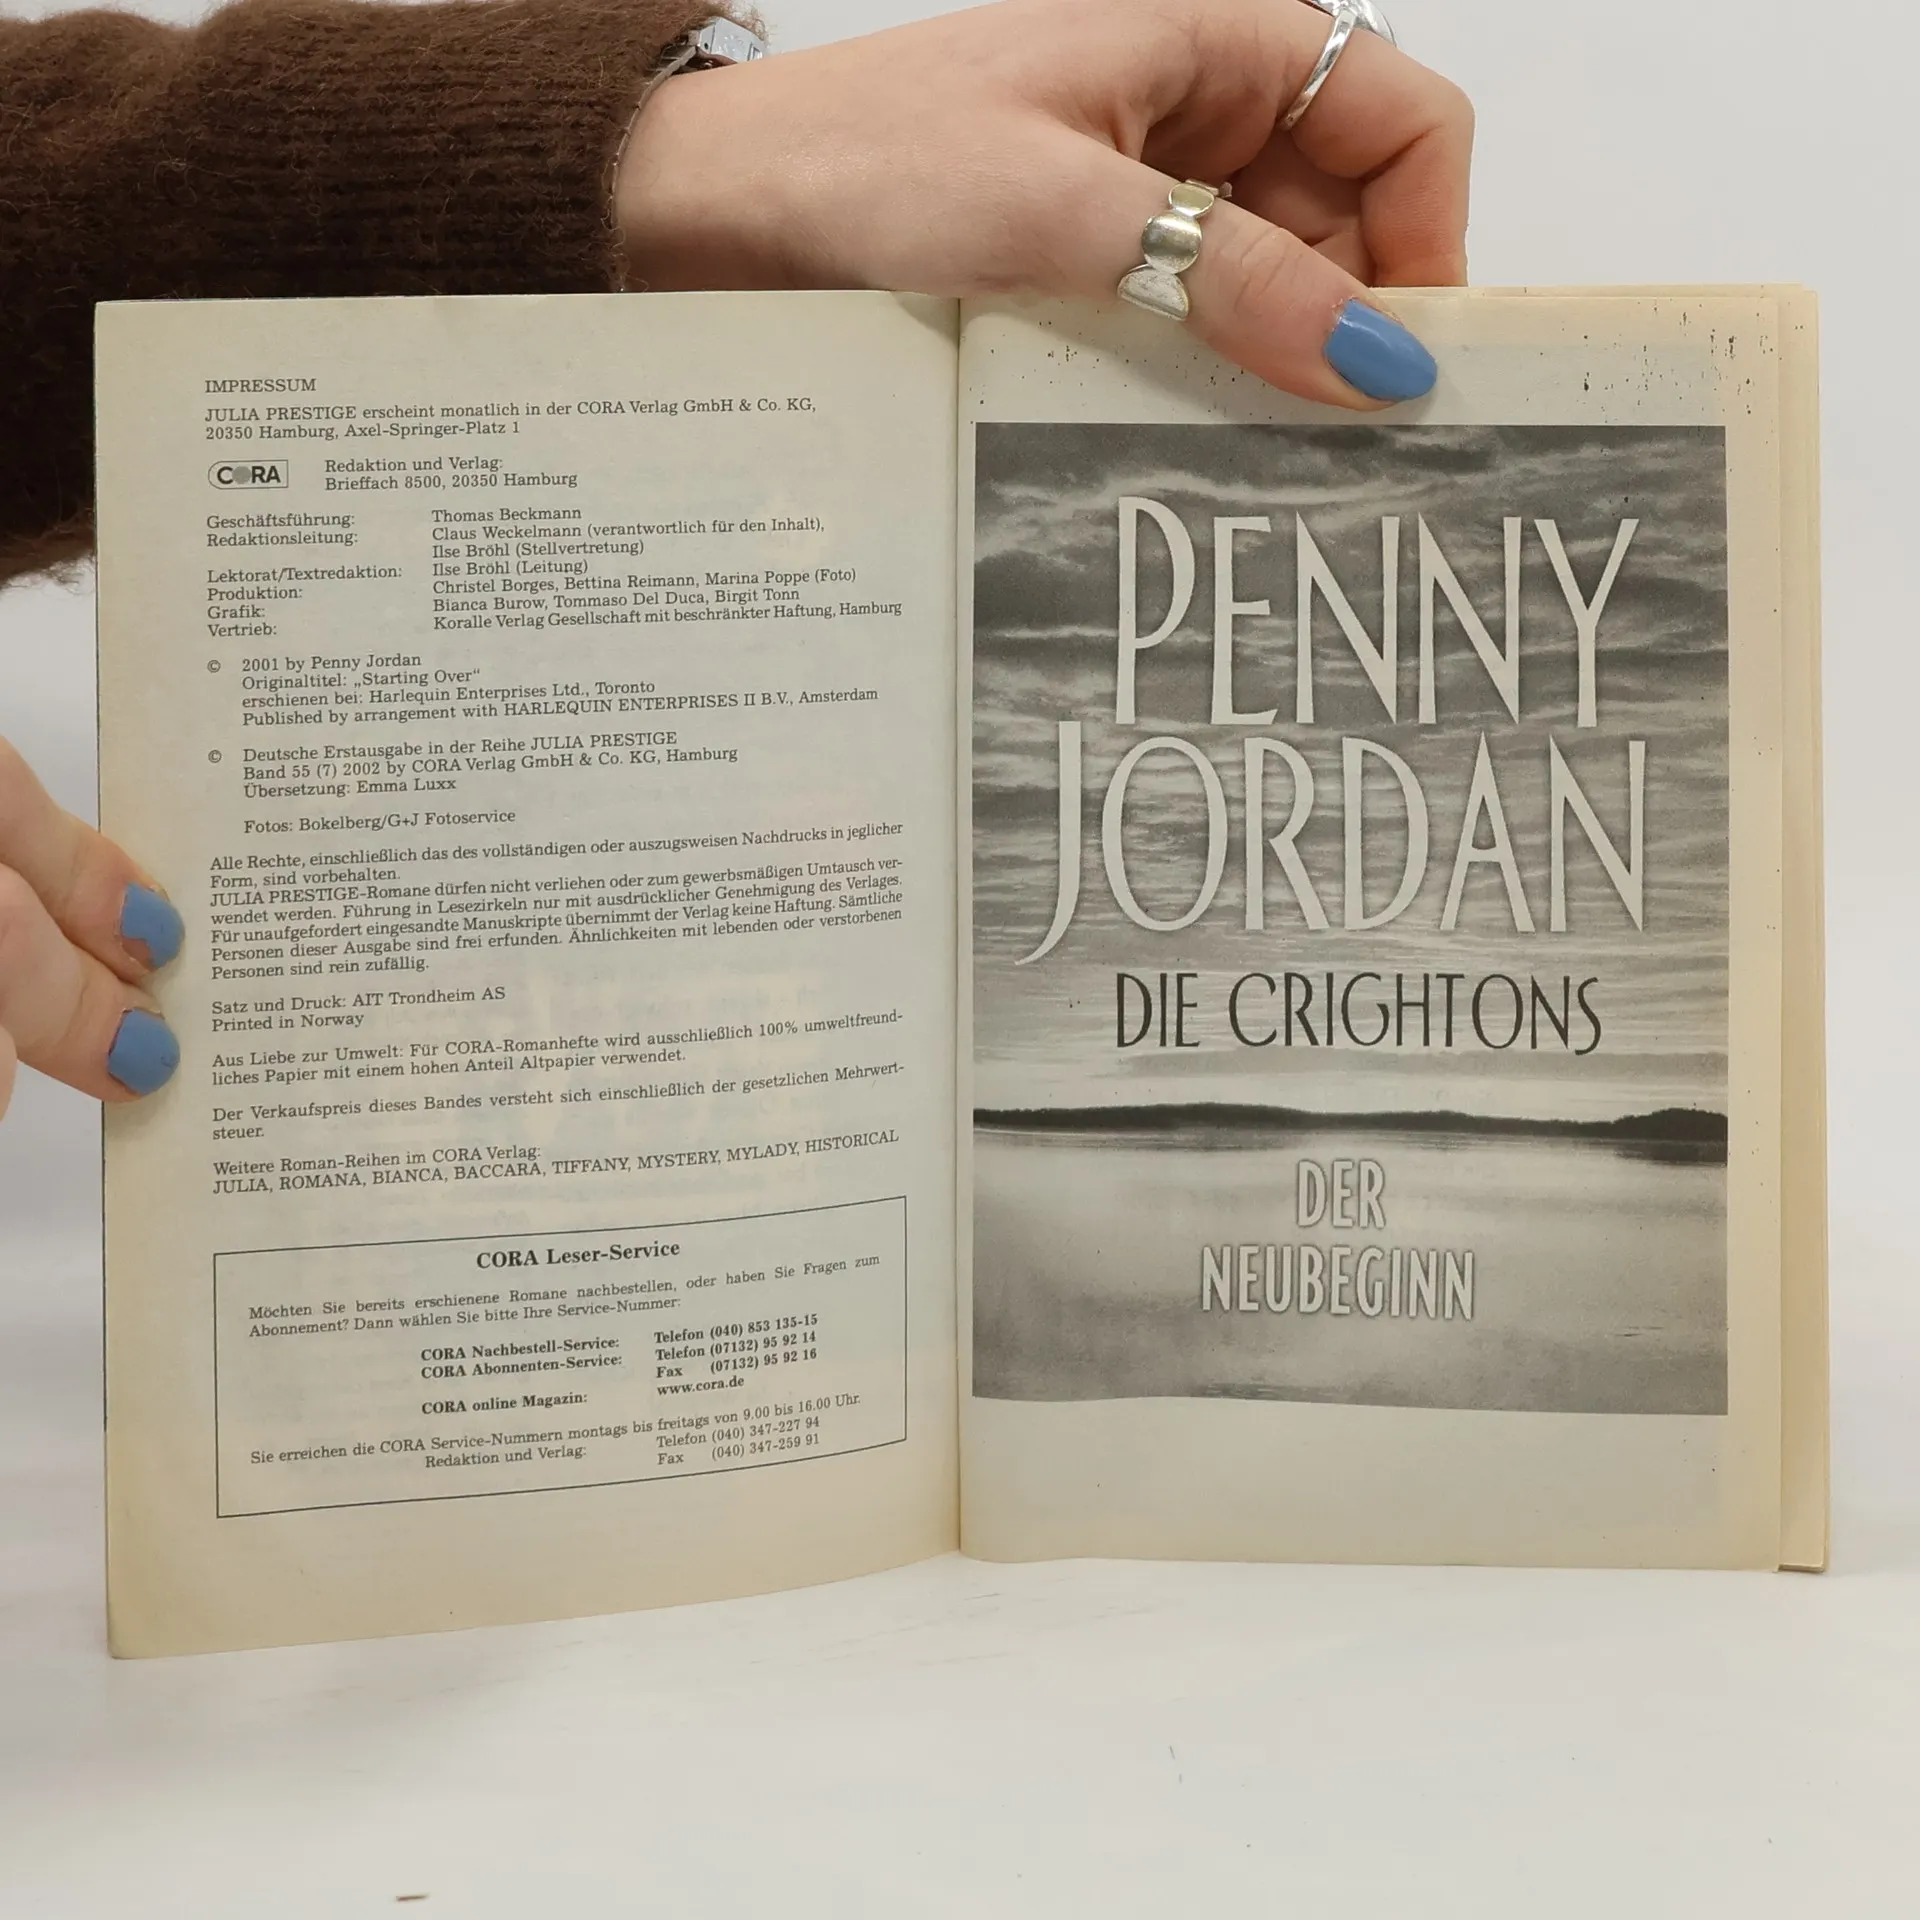 IMPRESSUM
JULIA PRESTIGE erscheint monatlich in der CORA Verlag GmbH & Co. KG,
20350 Hamburg, Axel-Springer-Platz 1
CORA
Redaktion und Verlag:
Brieffach 8500, 20350 Hamburg
Geschäftsführung: Thomas Beckmann
Redaktionsleitung: Claus Weckelmann (verantwortlich für den Inhalt),
Ilse Bröhl (Stellvertretung)
Lektorat/Textredaktion: Ilse Bröhl (Leitung)
Produktion: Christel Borges, Bettina Reimann, Marina Poppe (Foto)
Grafik: Bianca Burow, Tommaso Del Duca, Birgit Tonn
Vertrieb: Koralle Verlag Gesellschaft mit beschränkter Haftung, Hamburg
© 2001 by Penny Jordan
Originaltitel: „Starting Over“
erschienen bei: Harlequin Enterprises Ltd., Toronto
Published by arrangement with HARLEQUIN ENTERPRISES II B.V., Amsterdam
© Deutsche Erstausgabe in der Reihe JULIA PRESTIGE
Band 55 (7) 2002 by CORA Verlag GmbH & Co. KG, Hamburg
Übersetzung: Emma Luxx
Fotos: Bokelberg/G+J Fotoservice
Alle Rechte, einschließlich das des vollständigen oder auszugsweisen Nachdrucks in jeglicher
Form, sind vorbehalten.
JULIA PRESTIGE-Romane dürfen nicht verliehen oder zum gewerbsmäßigen Umtausch ver-
wendet werden. Führung in Lesezirkeln nur mit ausdrücklicher Genehmigung des Verlages.
Für unaufgefordert eingesandte Manuskripte übernimmt der Verlag keine Haftung. Sämtliche
Personen dieser Ausgabe sind frei erfunden. Ähnlichkeiten mit lebenden oder verstorbenen
Personen sind rein zufällig.
Satz und Druck: AIT Trondheim AS
Printed in Norway
Aus Liebe zur Umwelt: Für CORA-Romanhefte wird ausschließlich 100% umweltfreund-
liches Papier mit einem hohen Anteil Altpapier verwendet.
Der Verkaufspreis dieses Bandes versteht sich einschließlich der gesetzlichen Mehrwert-
steuer.
Weitere Roman-Reihen im CORA Verlag:
JULIA, ROMANA, BIANCA, BACCARA, TIFFANY, MYSTERY, MYLADY, HISTORICAL
CORA Leser-Service
Möchten Sie bereits erschienene Romane nachbestellen, oder haben Sie Fragen zum
Abonnement? Dann wählen Sie bitte Ihre Service-Nummer:
CORA Nachbestell-Service: Telefon (040) 853 135-15
CORA Abonnenten-Service: Telefon (07132) 95 92 14
Fax (07132) 95 92 16
CORA online Magazin: www.cora.de
Sie erreichen die CORA Service-Nummern montags bis freitags von 9.00 bis 16.00 Uhr.
Redaktion und Verlag: Telefon (040) 347-227 94
Fax (040) 347-259 91
PENNY
JORDAN
DIE CRIGHTONS
DER
NEUBEGINN